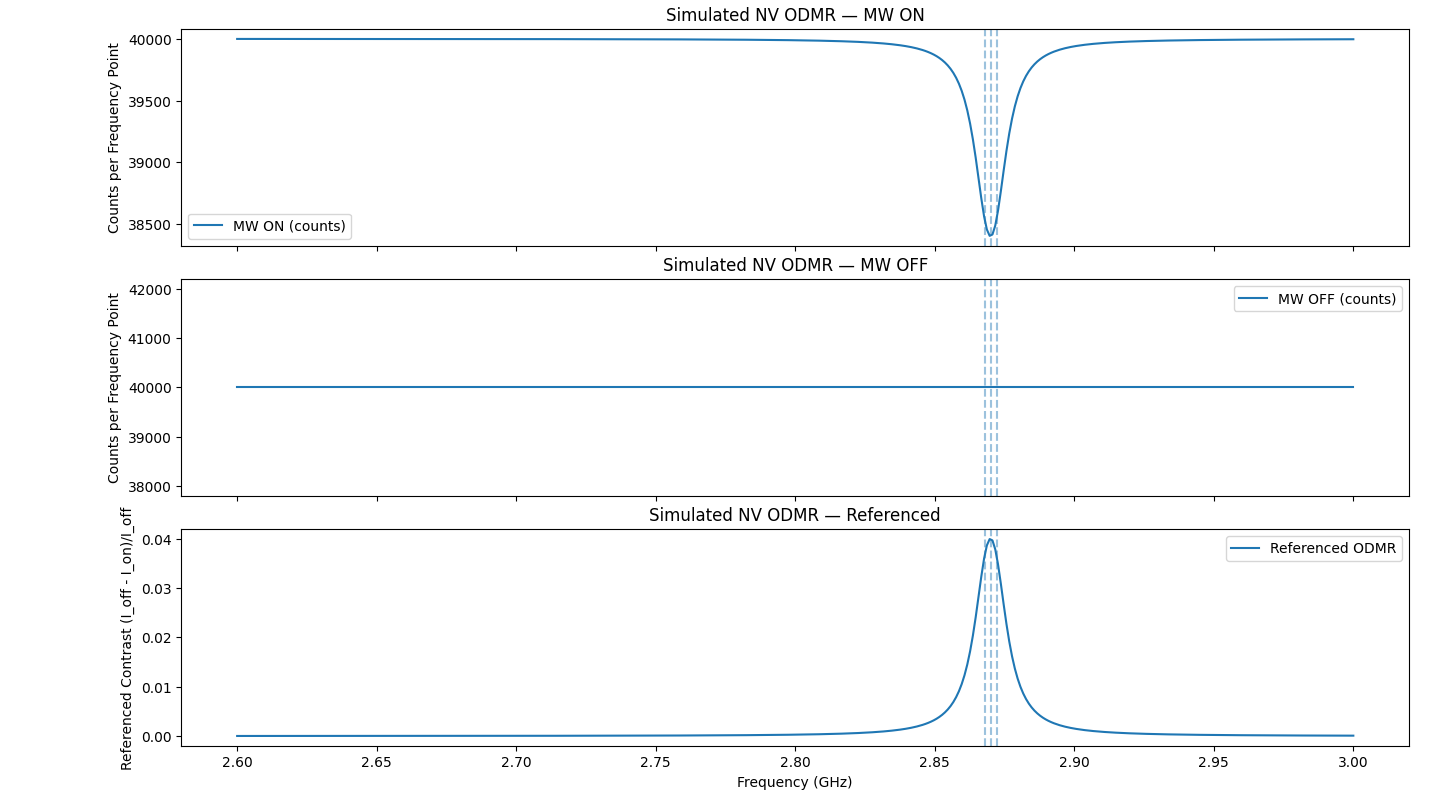 Simulated NV ODMR — MW ON
Counts per Frequency Point
40000
39500
39000
38500
MW ON (counts)
Simulated NV ODMR — MW OFF
Counts per Frequency Point
42000
41000
40000
39000
38000
MW OFF (counts)
Simulated NV ODMR — Referenced
Referenced Contrast (I_off - I_on)/I_off
0.04
0.03
0.02
0.01
0.00
Referenced ODMR
2.60 2.65 2.70 2.75 2.80 2.85 2.90 2.95 3.00
Frequency (GHz)